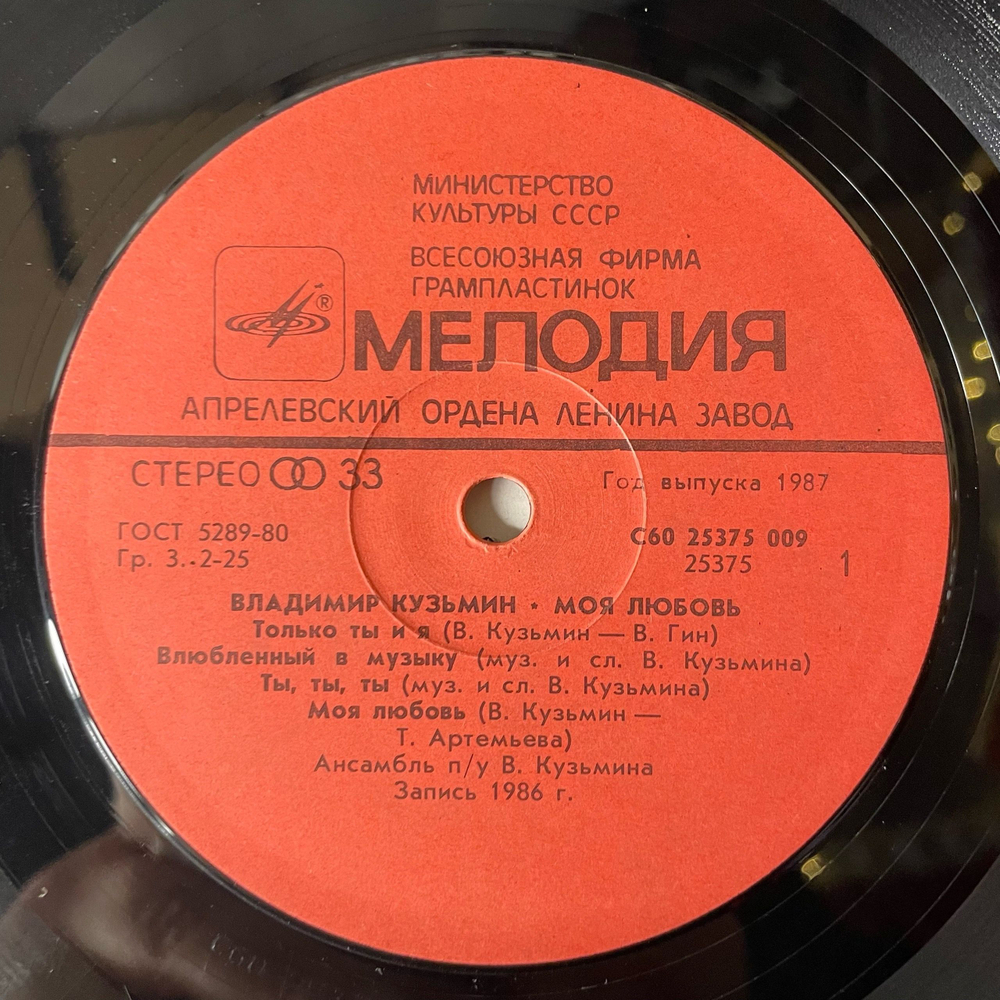 МИНИСТЕРСТВО
КУЛЬТУРЫ СССР
ВСЕСОЮЗНАЯ ФИРМА
ГРАМПЛАСТИНОК
®
МЕЛОДИЯ
АПРЕЛЕВСКИЙ ОРДЕНА ЛЕНИНА ЗАВОД
СТЕРЕО 33
Год выпуска 1987
ГОСТ 5289-80
Гр. 3..2-25
С60 25375 009
25375
1
ВЛАДИМИР КУЗЬМИН • МОЯ ЛЮБОВЬ
Только ты и я (В. Кузьмин — В. Гин)
Влюбленный в музыку (муз. и сл. В. Кузьмина)
Ты, ты, ты (муз. и сл. В. Кузьмина)
Моя любовь (В. Кузьмин —
Т. Артемьева)
Ансамбль п/у В. Кузьмина
Запись 1986 г.